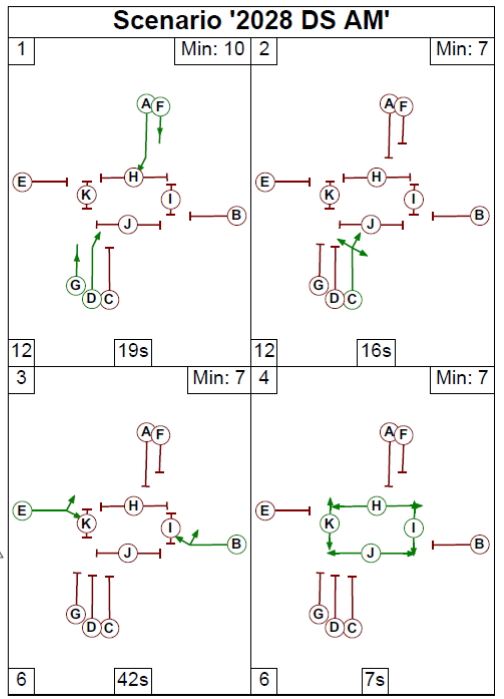 Scenario '2028 DS AM'
1 Min: 10
A F
E K H I B
J
G D C
12 19s
2 Min: 7
A F
E K H I B
J
G D C
12 16s
3 Min: 7
A F
E K H I B
J
G D C
6 42s
4 Min: 7
A F
E K H I B
J
G D C
6 7s